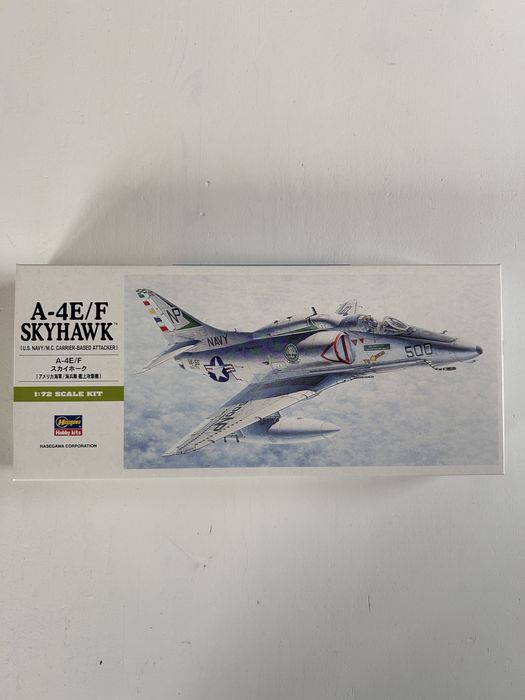 A-4E/F
SKYHAWK™
(U.S. NAVY/M.C. CARRIER-BASED ATTACKER)
A-4E/F
スカイホーク
(アメリカ海軍/海兵隊 艦上攻撃機)
1:72 SCALE KIT
Hasegawa
Hobby kits
HASEGAWA CORPORATION
NP
NAVY
500